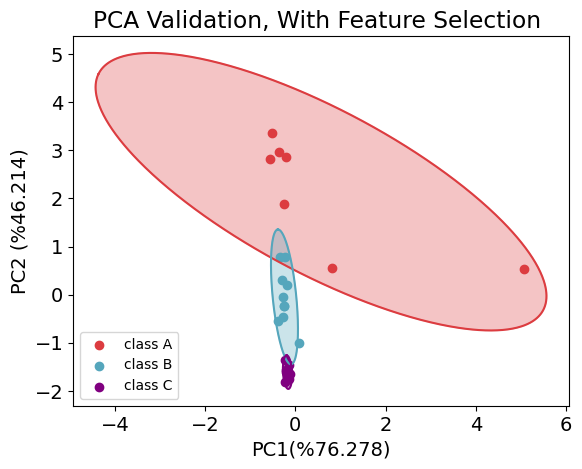 PCA Validation, With Feature Selection
5
4
3
2
1
0
−1
−2
PC2 (%46.214)
class A
class B
class C
−4
−2
0
2
4
6
PC1(%76.278)